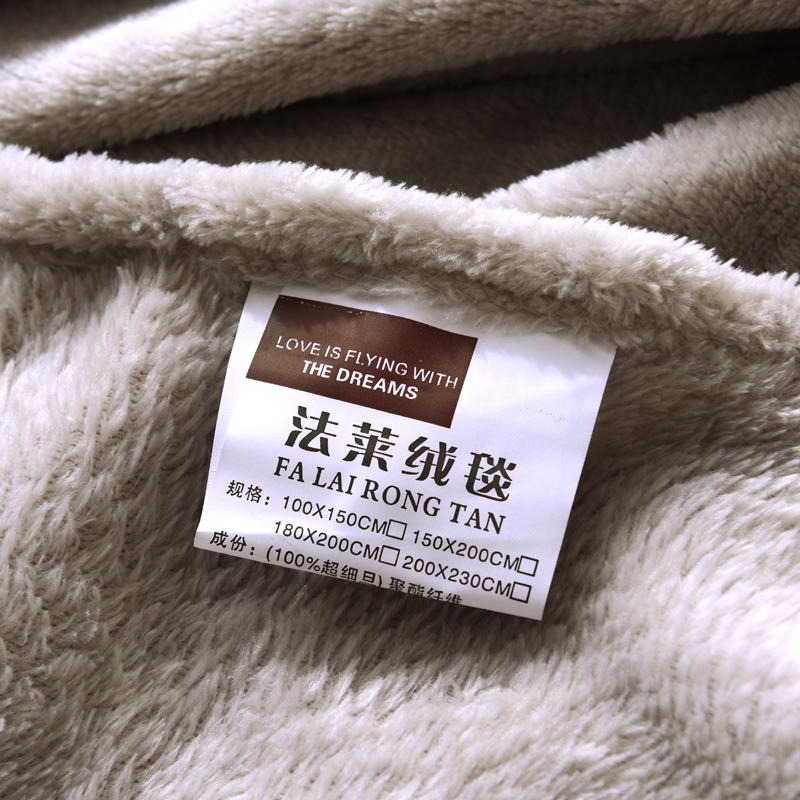 LOVE IS FLYING WITH
THE DREAMS
法莱绒毯
FA LAI RONG TAN
规格：100X150CM□ 150X200CM□
180X200CM□ 200X230CM□
成份：(100%超细旦) 聚酯纤维